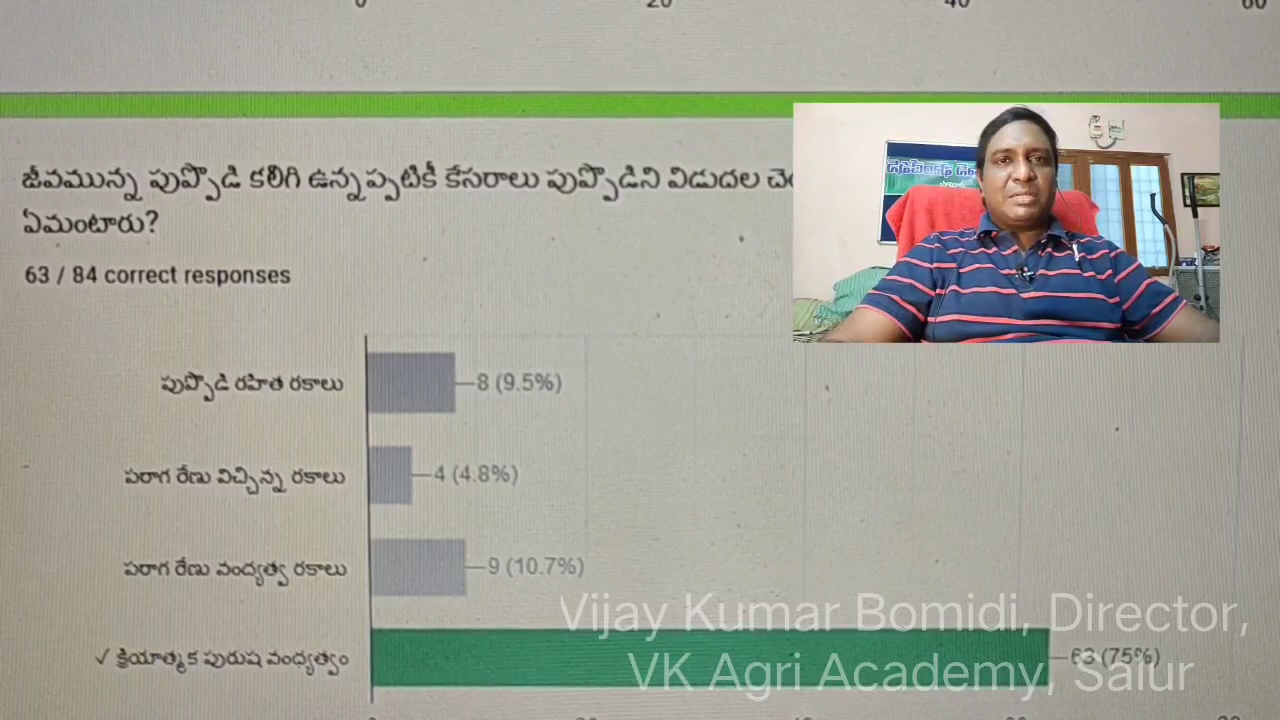 0 20 40 60
జీవమున్న పుప్పొడి కలిగి ఉన్నప్పటికీ కేసరాలు పుప్పొడిని విడుదల
ఏమంటారు?
63 / 84 correct responses
పుప్పొడి రహిత రకాలు 8 (9.5%)
పరాగ రేణు విచ్ఛిన్న రకాలు 4 (4.8%)
పరాగ రేణు వంద్యత్వ రకాలు 9 (10.7%)
✓ క్రియాత్మక పురుష వంద్యత్వం 63 (75%)
Vijay Kumar Bomidi, Director,
VK Agri Academy, Salur